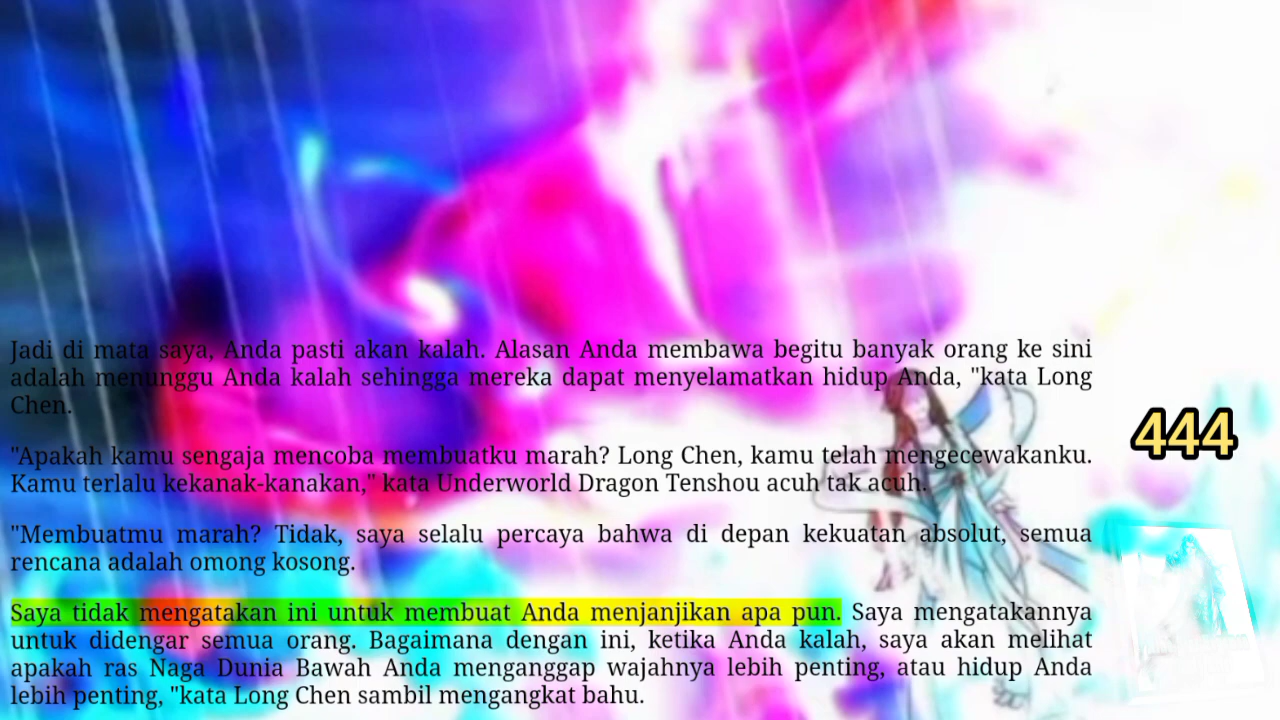 Jadi di mata saya, Anda pasti akan kalah. Alasan Anda membawa begitu banyak orang ke sini
adalah menunggu Anda kalah sehingga mereka dapat menyelamatkan hidup Anda, "kata Long
Chen.
"Apakah kamu sengaja mencoba membuatku marah? Long Chen, kamu telah mengecewakanku.
Kamu terlalu kekanak-kanakan," kata Underworld Dragon Tenshou acuh tak acuh.
444
"Membuatmu marah? Tidak, saya selalu percaya bahwa di depan kekuatan absolut, semua
rencana adalah omong kosong.
Saya tidak mengatakan ini untuk membuat Anda menjanjikan apa pun. Saya mengatakannya
untuk didengar semua orang. Bagaimana dengan ini, ketika Anda kalah, saya akan melihat
apakah ras Naga Dunia Bawah Anda menganggap wajahnya lebih penting, atau hidup Anda
lebih penting, "kata Long Chen sambil mengangkat bahu.